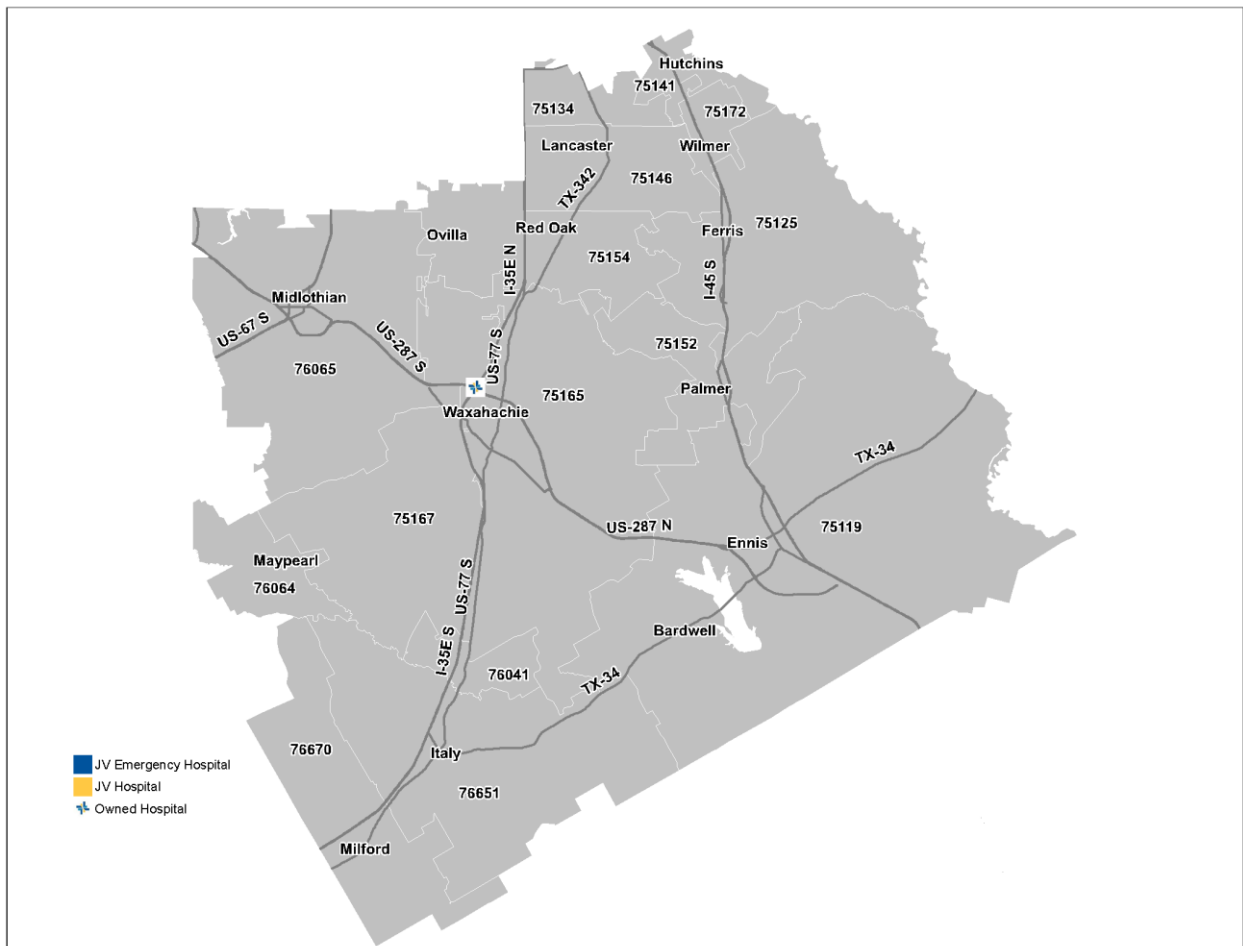 Hutchins
75141
75134
75172
Lancaster
Wilmer
75146
TX-342
75125
Ovilla
Red Oak
Ferris
75154
I-35E N
I-45 S
Midlothian
US-67 S
US-287 S
US-77 S
75152
76065
Palmer
75165
Waxahachie
TX-34
75167
US-287 N
75119
Ennis
Maypearl
76064
US-77 S
I-35E S
Bardwell
76041
TX-34
76670
Italy
76651
Milford
JV Emergency Hospital
JV Hospital
Owned Hospital